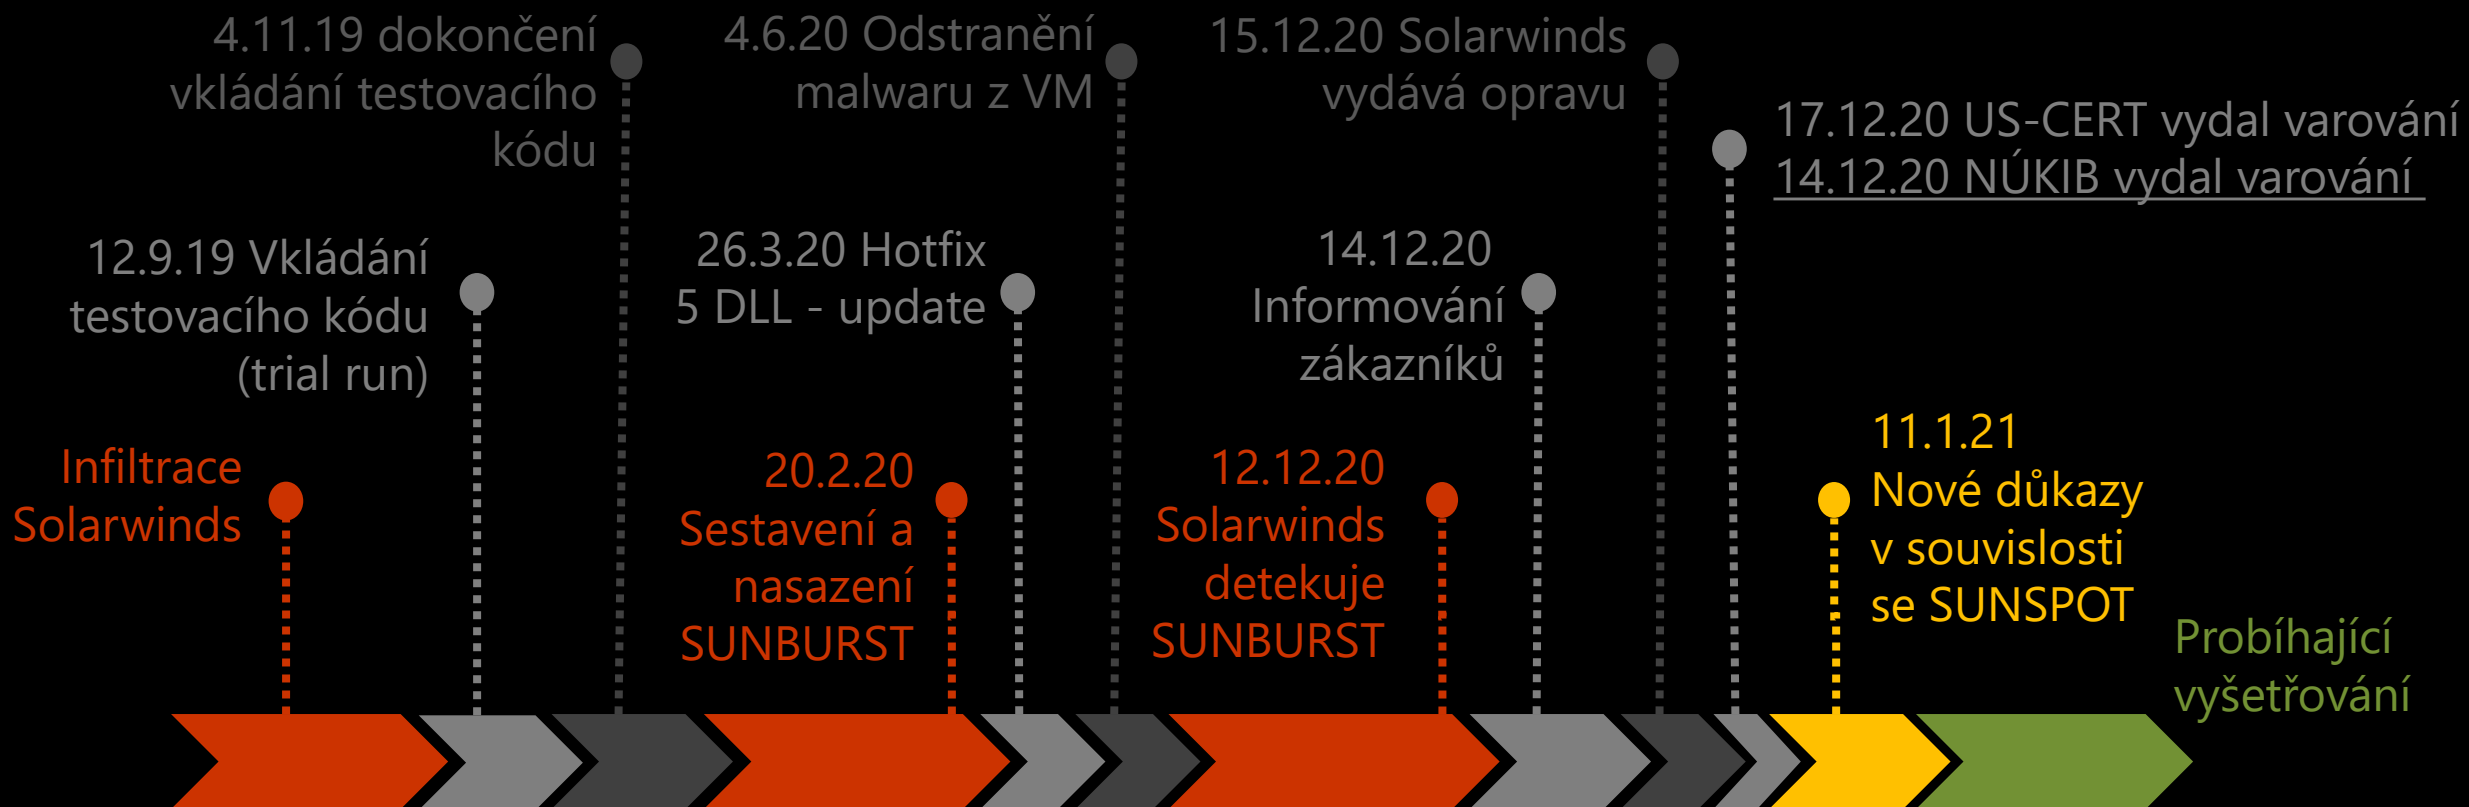 Infiltrace
Solarwinds
12.9.19 Vkládání
testovacího kódu
(trial run)
4.11.19 dokončení
vkládání testovacího
kódu
20.2.20
Sestavení a
nasazení
SUNBURST
26.3.20 Hotfix
5 DLL - update
4.6.20 Odstranění
malwaru z VM
12.12.20
Solarwinds
detekuje
SUNBURST
14.12.20
Informování
zákazníků
15.12.20 Solarwinds
vydává opravu
17.12.20 US-CERT vydal varování
14.12.20 NÚKIB vydal varování
11.1.21
Nové důkazy
v souvislosti
se SUNSPOT
Probíhající
vyšetřování